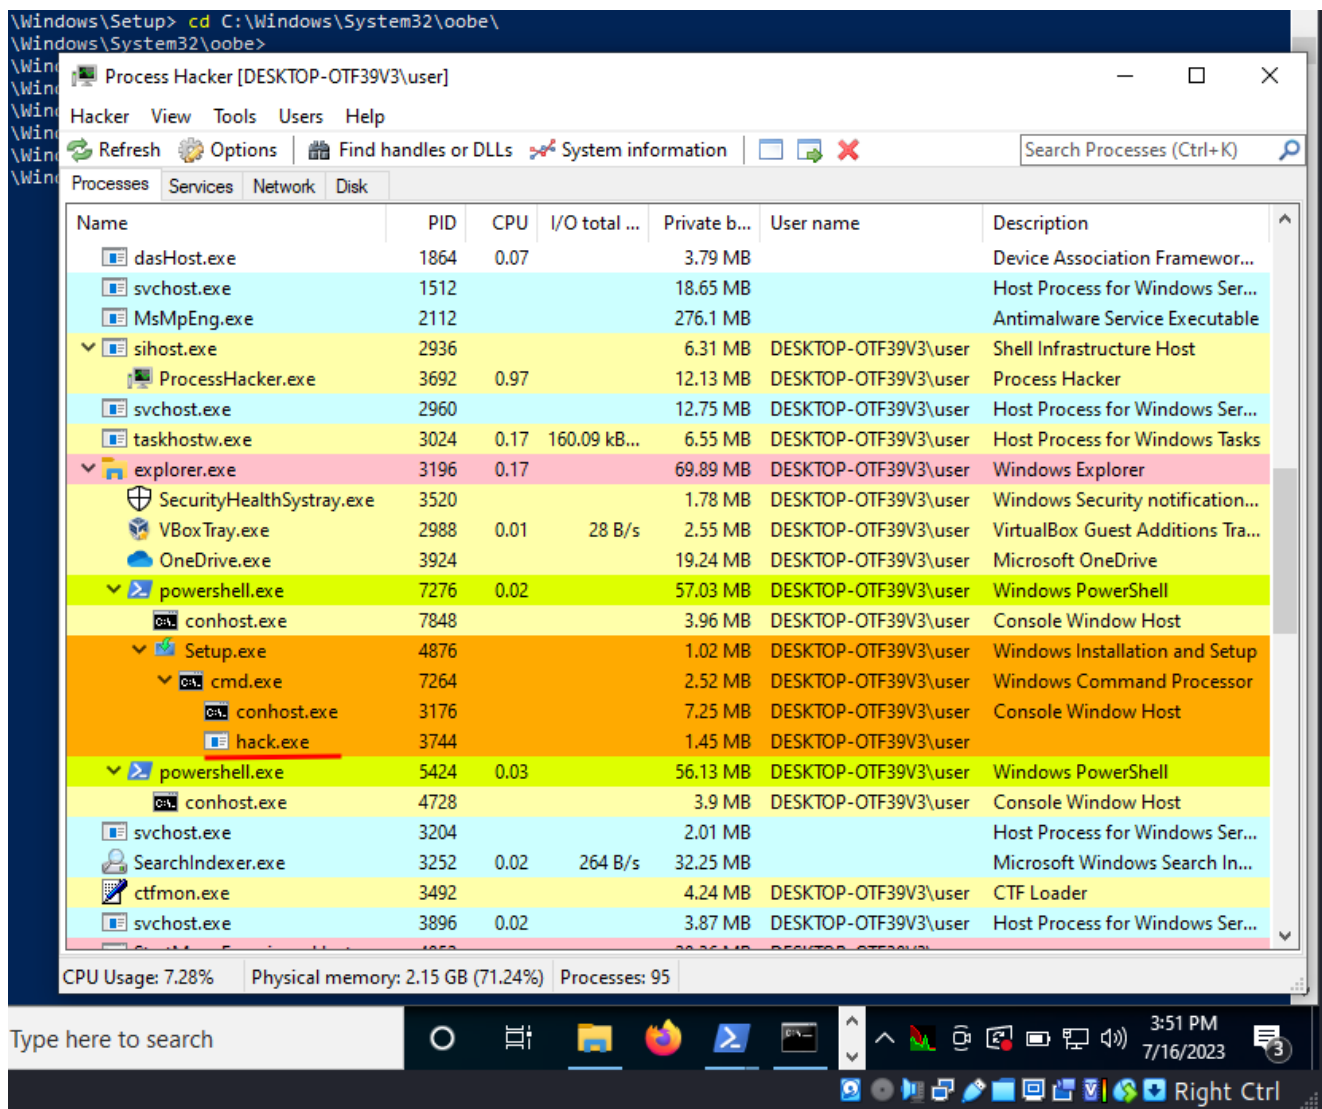 \Windows\Setup> cd C:\Windows\System32\oobe\
\Windows\System32\oobe>
\Wind
\Wind
\Wind
\Wind
\Wind
\Wind
Process Hacker [DESKTOP-OTF39V3\user]
Hacker View Tools Users Help
Refresh Options Find handles or DLLs System information Search Processes (Ctrl+K)
Processes Services Network Disk
Name PID CPU I/O total ... Private b... User name Description
dasHost.exe 1864 0.07 3.79 MB Device Association Framewor...
svchost.exe 1512 18.65 MB Host Process for Windows Ser...
MsMpEng.exe 2112 276.1 MB Antimalware Service Executable
sihost.exe 2936 6.31 MB DESKTOP-OTF39V3\user Shell Infrastructure Host
ProcessHacker.exe 3692 0.97 12.13 MB DESKTOP-OTF39V3\user Process Hacker
svchost.exe 2960 12.75 MB DESKTOP-OTF39V3\user Host Process for Windows Ser...
taskhostw.exe 3024 0.17 160.09 kB... 6.55 MB DESKTOP-OTF39V3\user Host Process for Windows Tasks
explorer.exe 3196 0.17 69.89 MB DESKTOP-OTF39V3\user Windows Explorer
SecurityHealthSystray.exe 3520 1.78 MB DESKTOP-OTF39V3\user Windows Security notification...
VBoxTray.exe 2988 0.01 28 B/s 2.55 MB DESKTOP-OTF39V3\user VirtualBox Guest Additions Tra...
OneDrive.exe 3924 19.24 MB DESKTOP-OTF39V3\user Microsoft OneDrive
powershell.exe 7276 0.02 57.03 MB DESKTOP-OTF39V3\user Windows PowerShell
conhost.exe 7848 3.96 MB DESKTOP-OTF39V3\user Console Window Host
Setup.exe 4876 1.02 MB DESKTOP-OTF39V3\user Windows Installation and Setup
cmd.exe 7264 2.52 MB DESKTOP-OTF39V3\user Windows Command Processor
conhost.exe 3176 7.25 MB DESKTOP-OTF39V3\user Console Window Host
hack.exe 3744 1.45 MB DESKTOP-OTF39V3\user
powershell.exe 5424 0.03 56.13 MB DESKTOP-OTF39V3\user Windows PowerShell
conhost.exe 4728 3.9 MB DESKTOP-OTF39V3\user Console Window Host
svchost.exe 3204 2.01 MB Host Process for Windows Ser...
SearchIndexer.exe 3252 0.02 264 B/s 32.25 MB Microsoft Windows Search In...
ctfmon.exe 3492 4.24 MB DESKTOP-OTF39V3\user CTF Loader
svchost.exe 3896 0.02 3.87 MB DESKTOP-OTF39V3\user Host Process for Windows Ser...
CPU Usage: 7.28% Physical memory: 2.15 GB (71.24%) Processes: 95
Type here to search
3:51 PM
7/16/2023
3
Right Ctrl